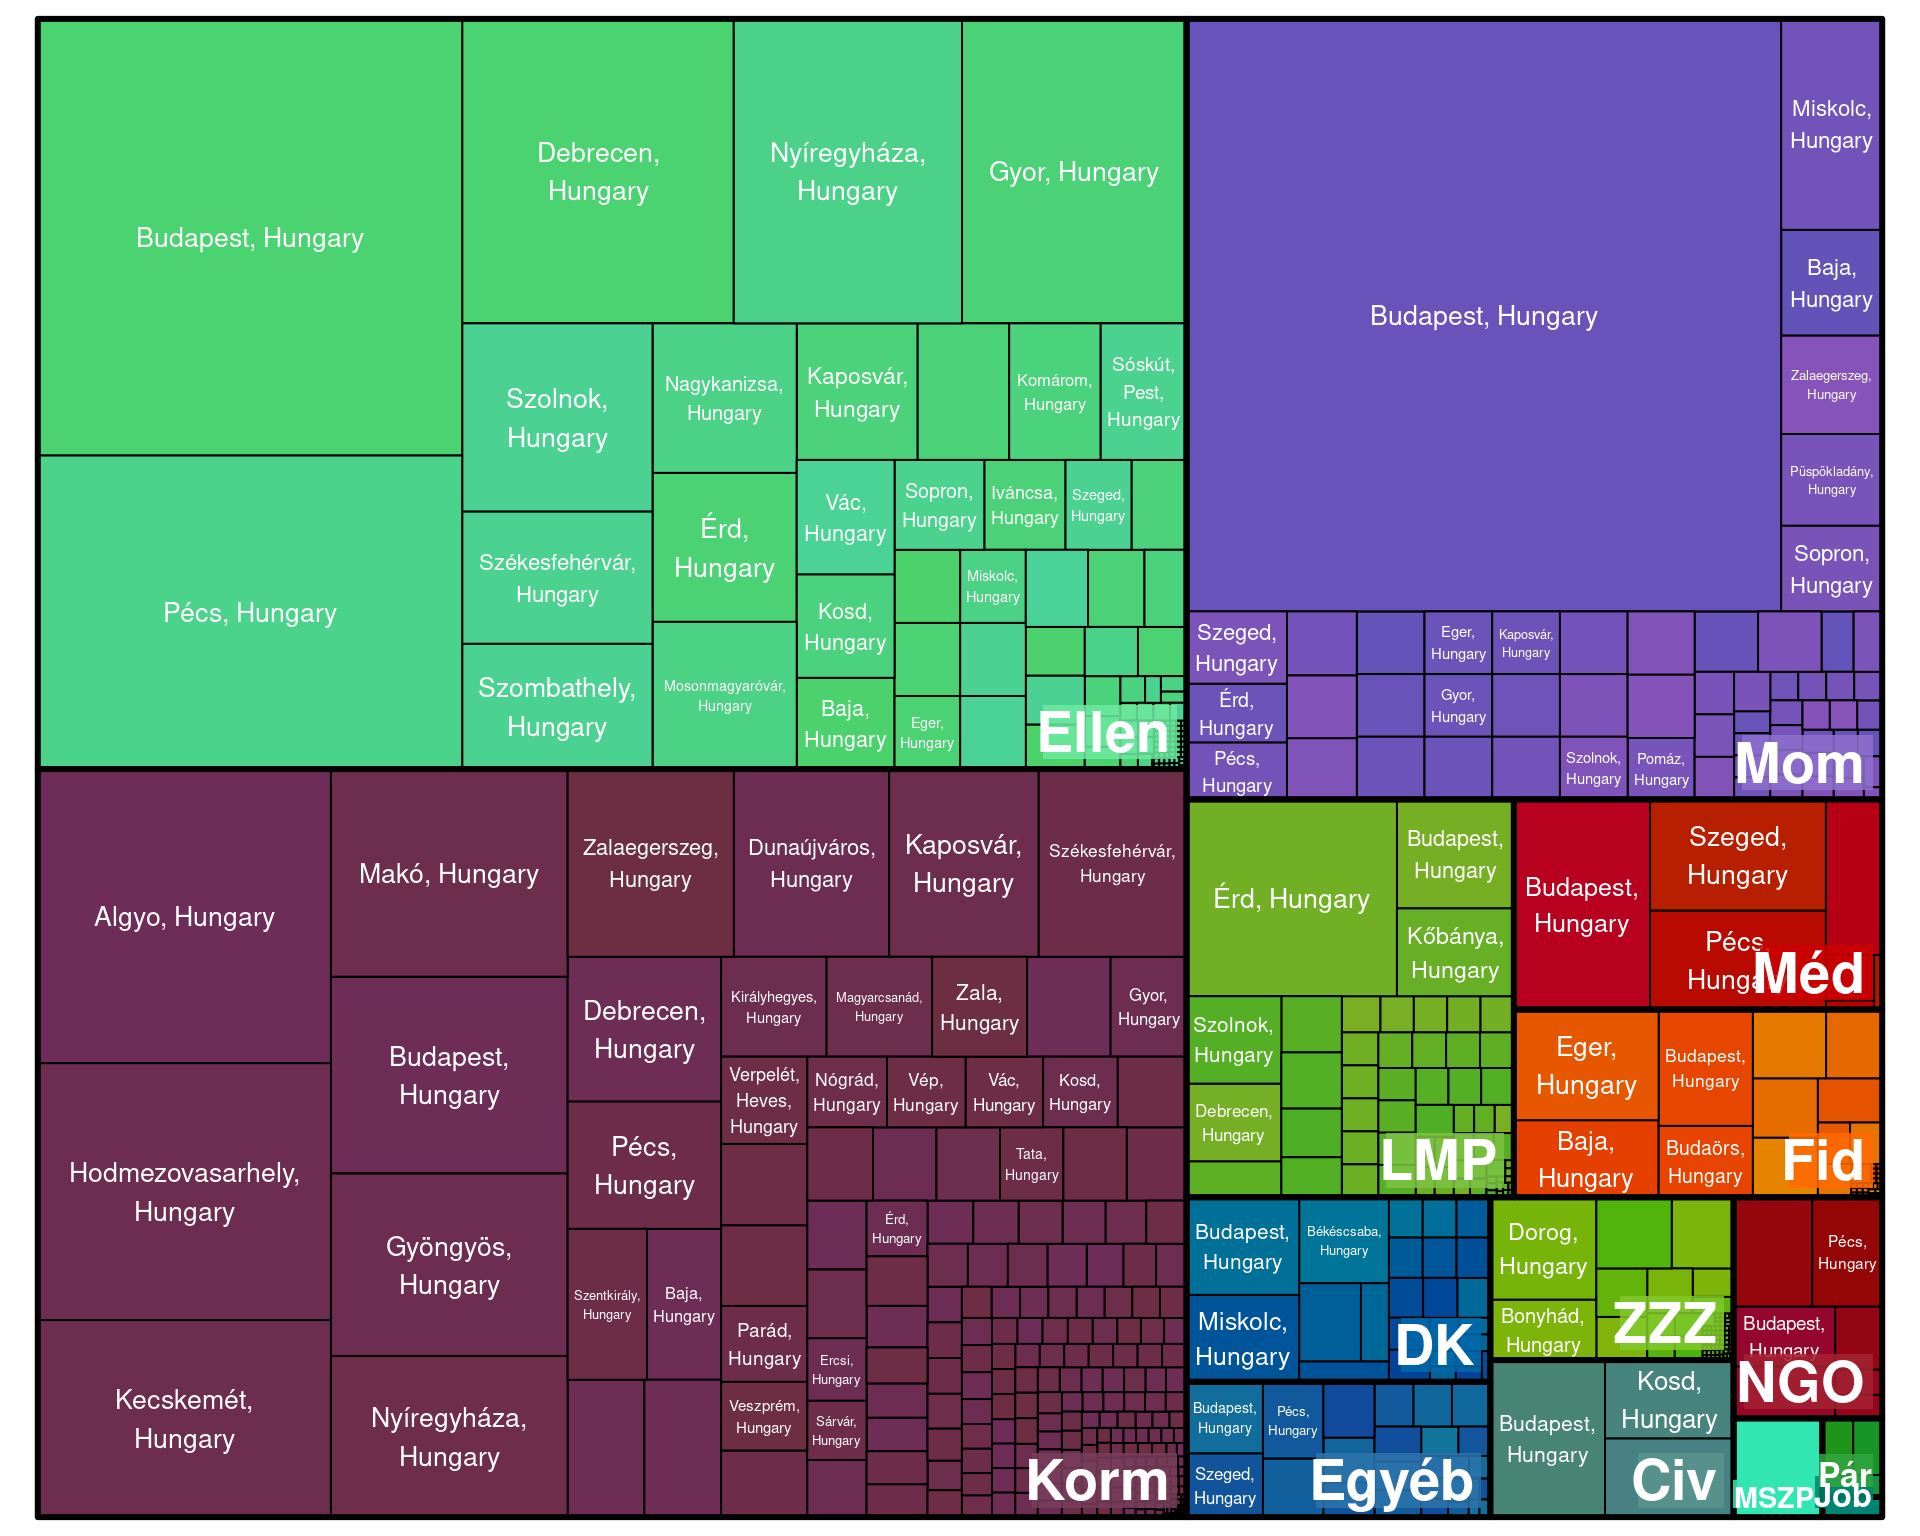 Budapest, Hungary
Debrecen,
Hungary
Nyíregyháza,
Hungary
Gyor, Hungary
Pécs, Hungary
Szolnok,
Hungary
Székesfehérvár,
Hungary
Szombathely,
Hungary
Nagykanizsa,
Hungary
Érd,
Hungary
Mosonmagyaróvár,
Hungary
Kaposvár,
Hungary
Komárom,
Hungary
Sóskút,
Pest,
Hungary
Vác,
Hungary
Sopron,
Hungary
Iváncsa,
Hungary
Szeged,
Hungary
Kosd,
Hungary
Miskolc,
Hungary
Baja,
Hungary
Eger,
Hungary
Ellen
Budapest, Hungary
Miskolc,
Hungary
Baja,
Hungary
Zalaegerszeg,
Hungary
Püspökladány,
Hungary
Sopron,
Hungary
Szeged,
Hungary
Érd,
Hungary
Pécs,
Hungary
Eger,
Hungary
Kaposvár,
Hungary
Gyor,
Hungary
Szolnok,
Hungary
Pomáz,
Hungary
Mom
Algyo, Hungary
Hodmezovasarhely,
Hungary
Kecskemét,
Hungary
Makó, Hungary
Budapest,
Hungary
Gyöngyös,
Hungary
Nyíregyháza,
Hungary
Zalaegerszeg,
Hungary
Dunaújváros,
Hungary
Kaposvár,
Hungary
Székesfehérvár,
Hungary
Debrecen,
Hungary
Pécs,
Hungary
Szentkirály,
Hungary
Baja,
Hungary
Királyhegyes,
Hungary
Magyarcsanád,
Hungary
Zala,
Hungary
Gyor,
Hungary
Verpelét,
Heves,
Hungary
Nógrád,
Hungary
Vép,
Hungary
Vác,
Hungary
Kosd,
Hungary
Tata,
Hungary
Érd,
Hungary
Parád,
Hungary
Veszprém,
Hungary
Ercsi,
Hungary
Sárvár,
Hungary
Korm
Érd, Hungary
Budapest,
Hungary
Kőbánya,
Hungary
Szolnok,
Hungary
Debrecen,
Hungary
LMP
Budapest,
Hungary
Szeged,
Hungary
Pécs,
Hungary
Méd
Eger,
Hungary
Baja,
Hungary
Budapest,
Hungary
Budaörs,
Hungary
Fid
Budapest,
Hungary
Békéscsaba,
Hungary
Miskolc,
Hungary
DK
Dorog,
Hungary
Bonyhád,
Hungary
ZZZ
Pécs,
Hungary
Budapest,
Hungary
NGO
Budapest,
Hungary
Pécs,
Hungary
Szeged,
Hungary
Egyéb
Budapest,
Hungary
Kosd,
Hungary
Civ
MSZP
Pár
Job